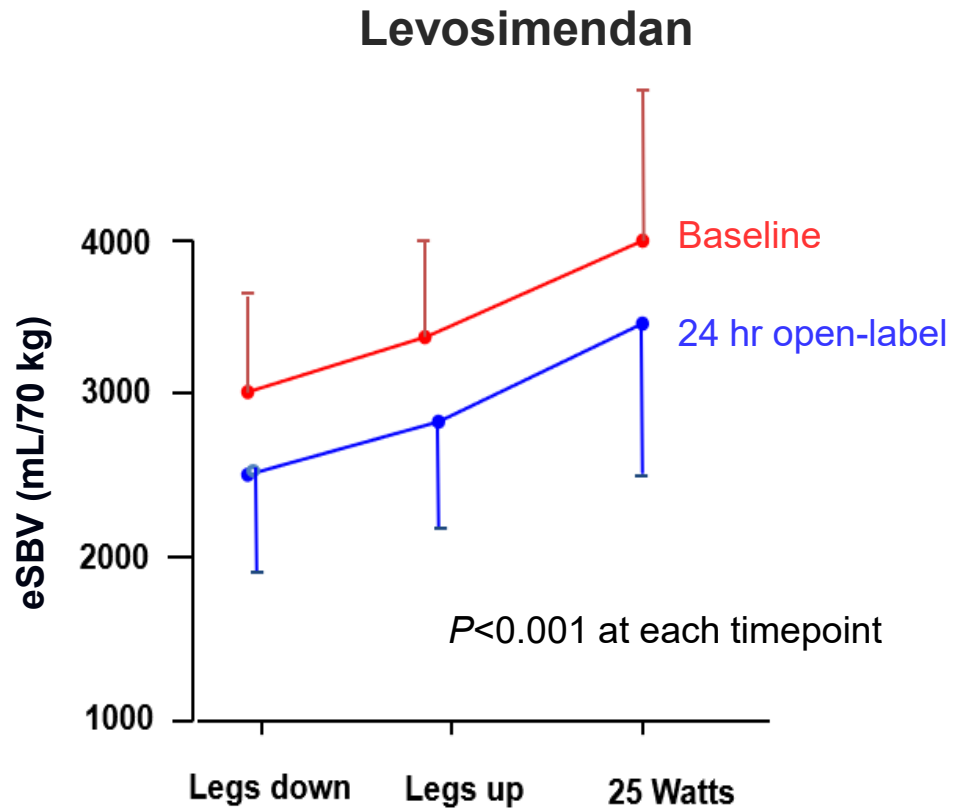 Levosimendan
eSBV (mL/70 kg)
4000
3000
2000
1000
Baseline
24 hr open-label
P<0.001 at each timepoint
Legs down
Legs up
25 Watts